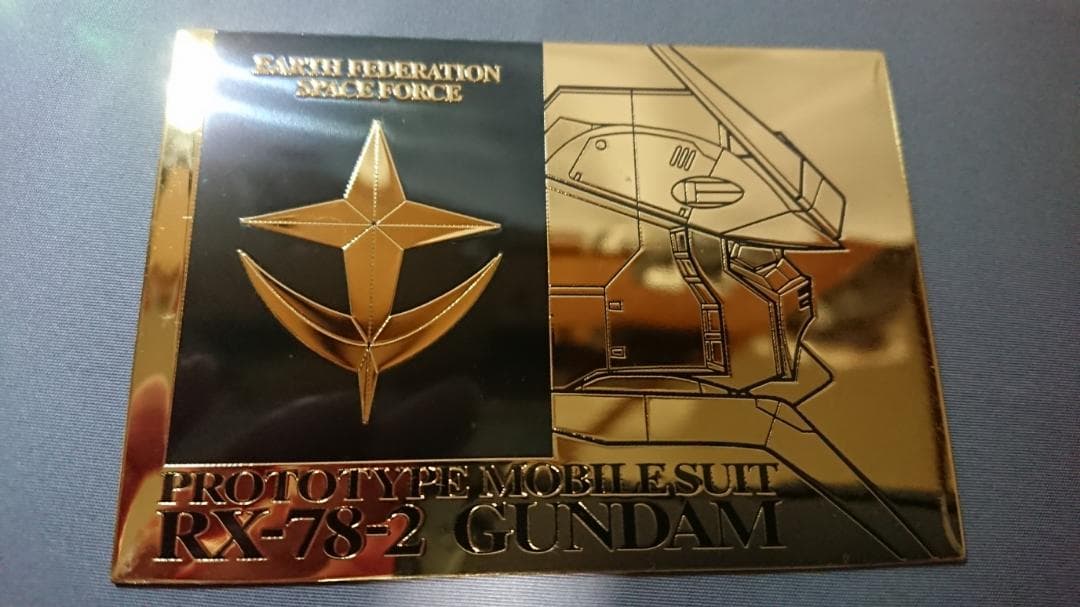 EARTH FEDERATION
SPACE FORCE
PROTOTYPE MOBILE SUIT
RX-78-2 GUNDAM